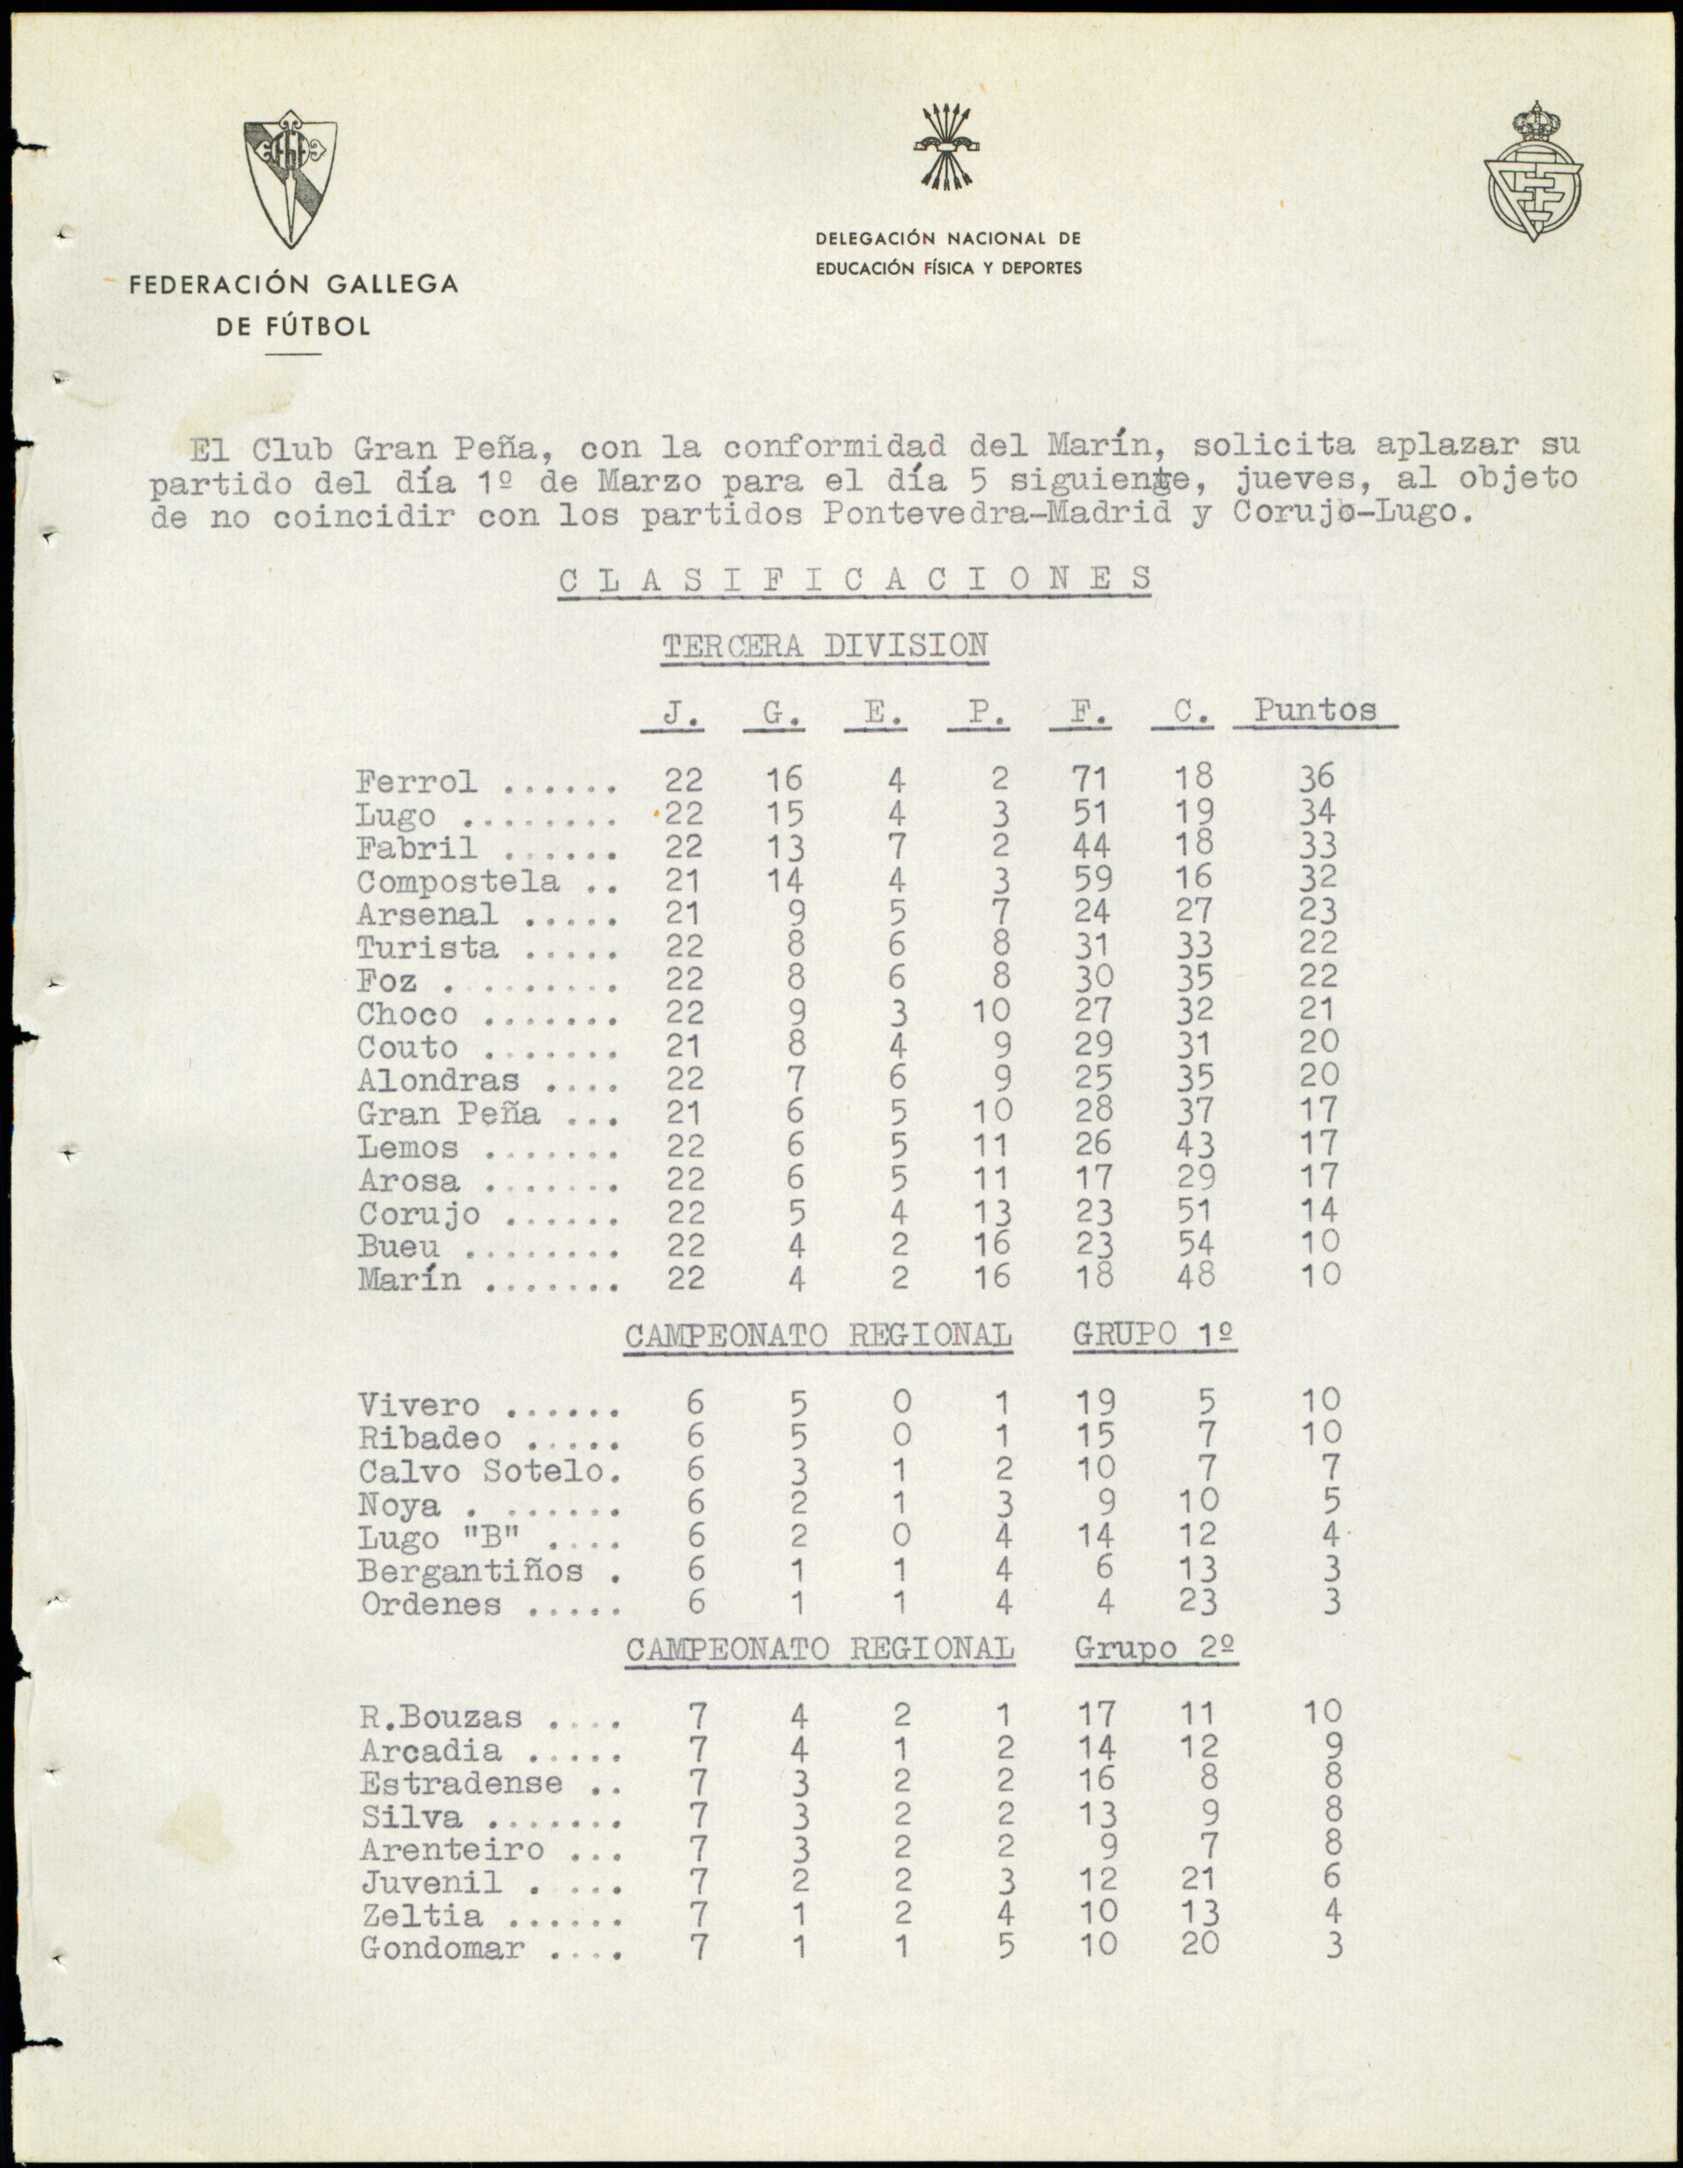 FEDERACIÓN GALLEGA
DE FÚTBOL
DELEGACIÓN NACIONAL DE
EDUCACIÓN FÍSICA Y DEPORTES
El Club Gran Peña, con la conformidad del Marín, solicita aplazar su
partido del día 1º de Marzo para el día 5 siguiente, jueves, al objeto
de no coincidir con los partidos Pontevedra-Madrid y Corujo-Lugo.
C L A S I F I C A C I O N E S
TERCERA DIVISION
J. G. E. P. F. C. Puntos
Ferrol ...... 22 16 4 2 71 18 36
Lugo ........ 22 15 4 3 51 19 34
Fabril ...... 22 13 7 2 44 18 33
Compostela .. 21 14 4 3 59 16 32
Arsenal ..... 21 9 5 7 24 27 23
Turista ..... 22 8 6 8 31 33 22
Foz . ....... 22 8 6 8 30 35 22
Choco ....... 22 9 3 10 27 32 21
Couto ....... 21 8 4 9 29 31 20
Alondras .... 22 7 6 9 25 35 20
Gran Peña ... 21 6 5 10 28 37 17
Lemos ....... 22 6 5 11 26 43 17
Arosa ....... 22 6 5 11 17 29 17
Corujo ...... 22 5 4 13 23 51 14
Bueu ........ 22 4 2 16 23 54 10
Marín ....... 22 4 2 16 18 48 10
CAMPEONATO REGIONAL GRUPO 1º
Vivero ...... 6 5 0 1 19 5 10
Ribadeo ..... 6 5 0 1 15 7 10
Calvo Sotelo. 6 3 1 2 10 7 7
Noya . ...... 6 2 1 3 9 10 5
Lugo "B" .... 6 2 0 4 14 12 4
Bergantiños . 6 1 1 4 6 13 3
Ordenes ..... 6 1 1 4 4 23 3
CAMPEONATO REGIONAL Grupo 2º
R.Bouzas .... 7 4 2 1 17 11 10
Arcadia ..... 7 4 1 2 14 12 9
Estradense .. 7 3 2 2 16 8 8
Silva ....... 7 3 2 2 13 9 8
Arenteiro ... 7 3 2 2 9 7 8
Juvenil . ... 7 2 2 3 12 21 6
Zeltia ...... 7 1 2 4 10 13 4
Gondomar .... 7 1 1 5 10 20 3